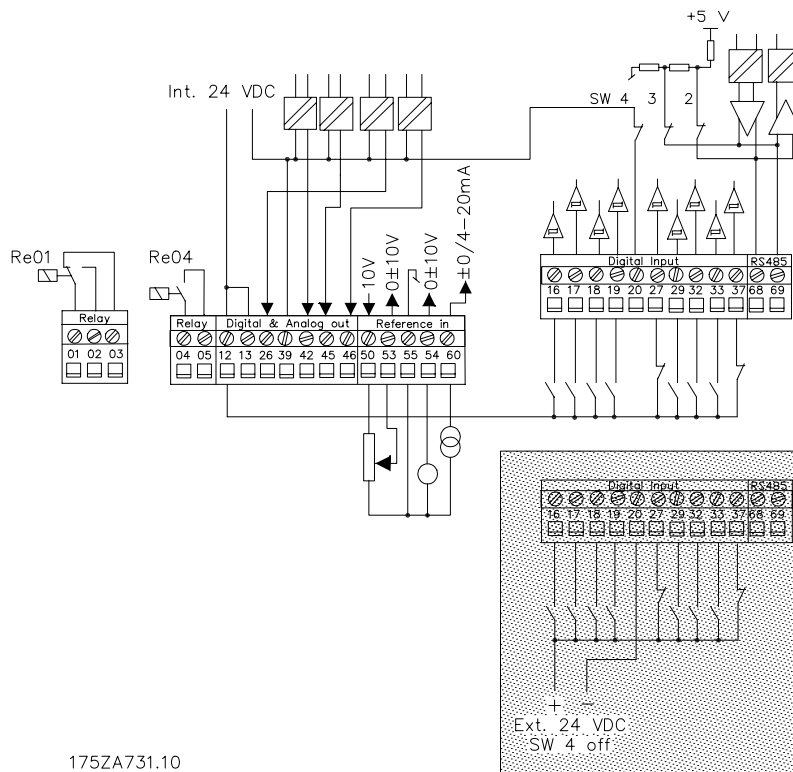 +5 V
Int. 24 VDC
SW 4 3 2
10V
0±10V
0±10V
±0/4-20mA
Re01
Re04
Digital Input RS485
16 17 18 19 20 27 29 32 33 37 68 69
Relay
01 02 03
Relay Digital & Analog out Reference in
04 05 12 13 26 39 42 45 46 50 53 55 54 60
Digital Input RS485
16 17 18 19 20 27 29 32 33 37 68 69
+ −
Ext. 24 VDC
SW 4 off
175ZA731.10